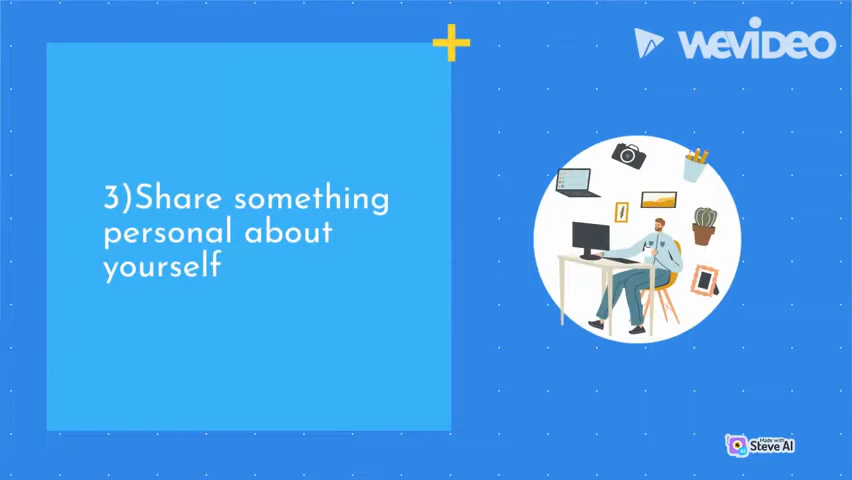 WEVIDEO
3)Share something
personal about
yourself
Made with
Steve AI